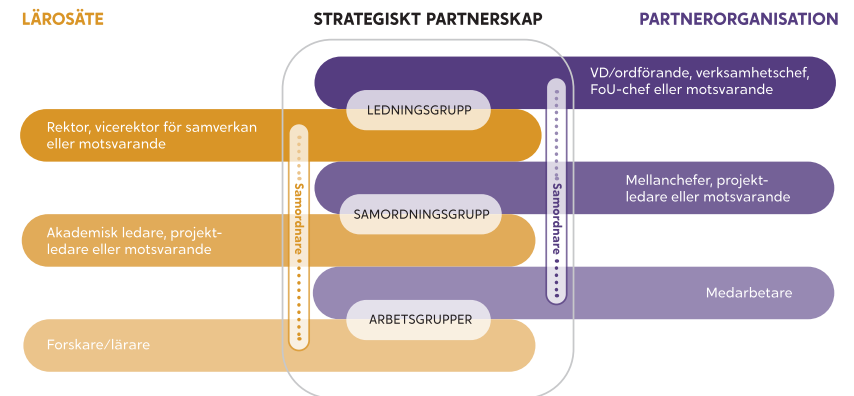 LÄROSÄTE
STRATEGISKT PARTNERSKAP
PARTNERORGANISATION
VD/ordförande, verksamhetschef,
FoU-chef eller motsvarande
LEDNINGSGRUPP
Rektor, vicerektor för samverkan
eller motsvarande
Mellanchefer, projekt-
ledare eller motsvarande
Samordnare
Samordnare
SAMORDNINGSGRUPP
Akademisk ledare, projekt-
ledare eller motsvarande
Medarbetare
ARBETSGRUPPER
Forskare/lärare